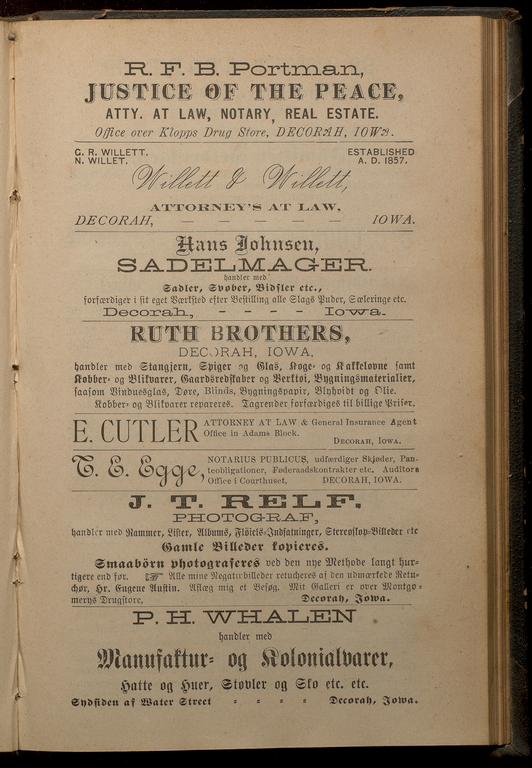 R. F. B. Portman,
JUSTICE OF THE PEACE,
ATTY. AT LAW, NOTARY, REAL ESTATE.
Office over Klopps Drug Store, DECORAH, IOWA.
G. R. WILLETT. ESTABLISHED
N. WILLET. A. D. 1857.
Willett & Willett,
ATTORNEY'S AT LAW,
DECORAH, — — — — — IOWA.
Hans Johnsen,
SADELMAGER.
handler med
Sadler, Svøber, Bidsler etc.,
forfærdiger i sit eget Værksted efter Bestilling alle Slags Puder, Sæleringe etc.
Decorah, - - - - Iowa.
RUTH BROTHERS,
DECORAH, IOWA,
handler med Stangjern, Spiger og Glas, Koge- og Kakkelovne samt
Kobber- og Blikvarer, Gaardsredskaber og Verktøi, Bygningsmaterialier,
saasom Vinduesglas, Døre, Blinds, Bygningspapir, Blyhvidt og Olie.
Kobber- og Blikvarer repareres. Tagrender forfærdiges til billige Priser.
E. CUTLER ATTORNEY AT LAW & General Insurance Agent
Office in Adams Block.
DECORAH, IOWA.
T. E. Egge, NOTARIUS PUBLICUS, udfærdiger Skjøder, Pan-
teobligationer, Føderaadskontrakter etc. Auditors
Office i Courthuset, DECORAH, IOWA.
J. T. RELF,
PHOTOGRAF,
handler med Rammer, Lister, Albums, Fløiels-Indfatninger, Stereoskop-Billeder etc
Gamle Billeder kopieres.
Smaabörn photograferes ved den nye Methode langt hur-
tigere end før. ☞ Alle mine Negativbilleder retucheres af den udmærkede Retu-
chør, Hr. Eugene Austin. Aflæg mig et Besøg. Mit Galleri er over Montgo-
merys Drugstore, Decorah, Iowa.
P. H. WHALEN
handler med
Manufaktur- og Kolonialvarer,
Hatte og Huer, Støvler og Sko etc. etc.
Sydsiden af Water Street - - - - Decorah, Iowa.